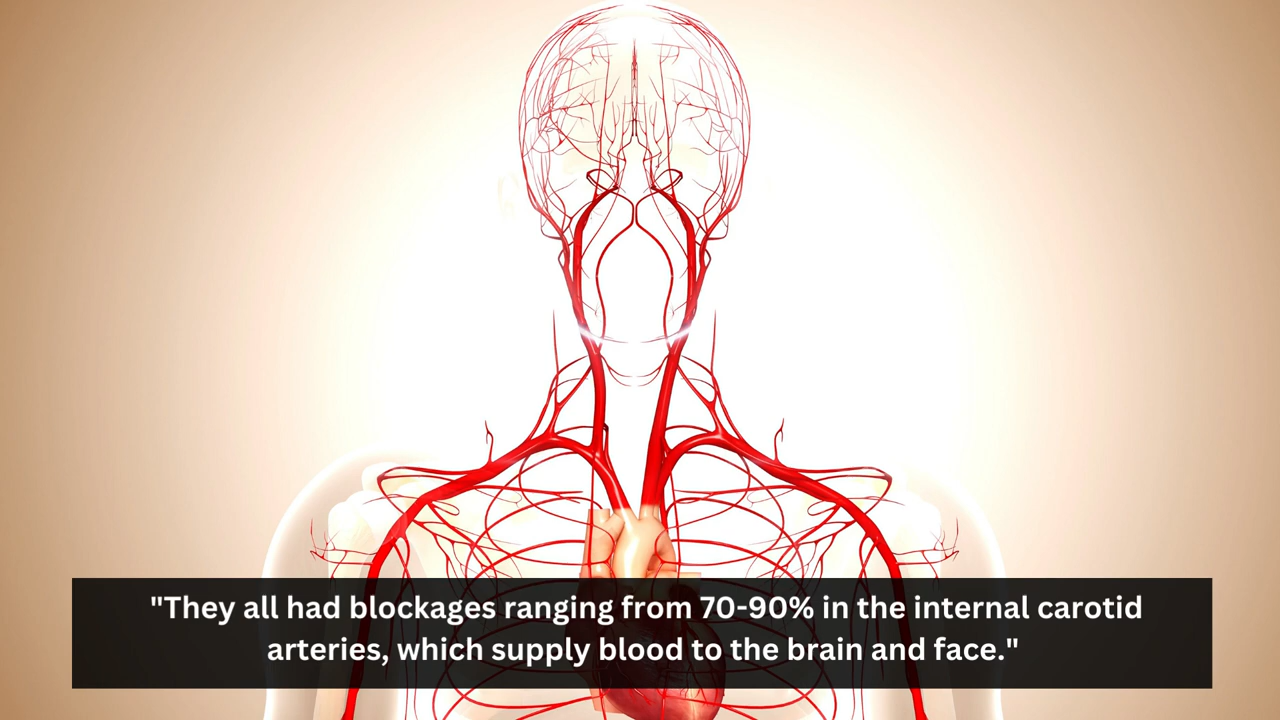 "They all had blockages ranging from 70-90% in the internal carotid
arteries, which supply blood to the brain and face."